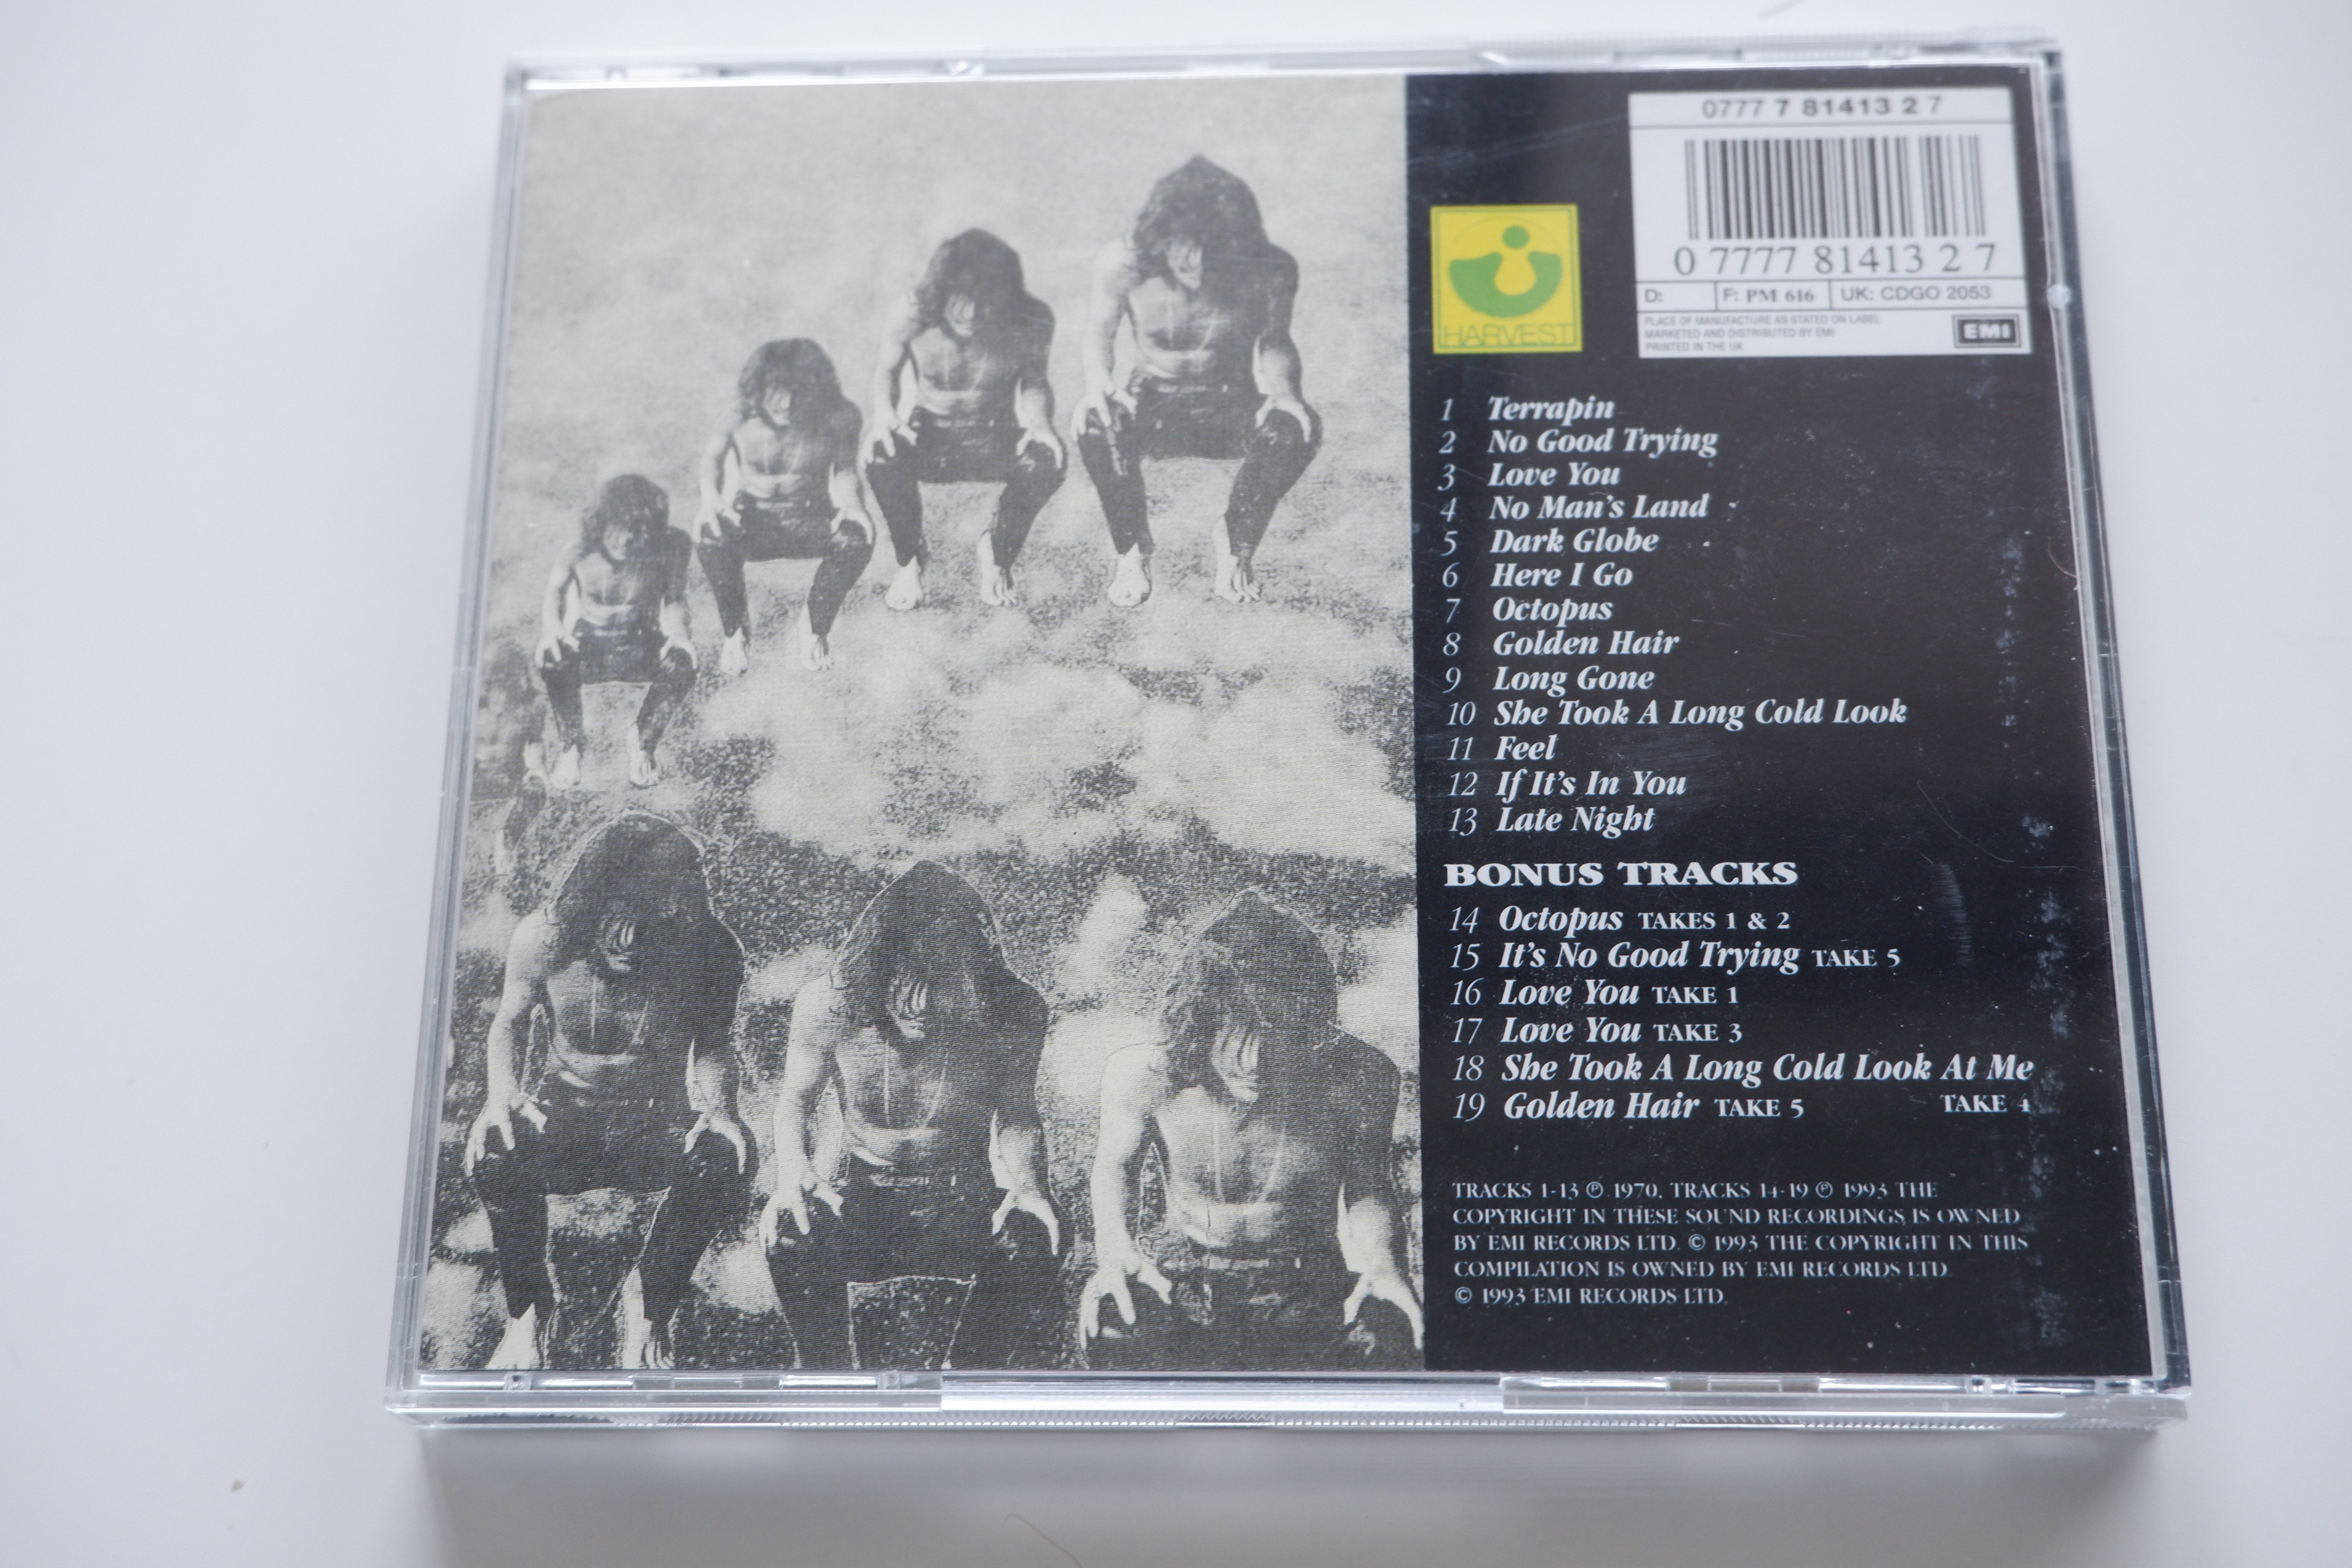 0777 7 81413 2 7
0 7777 81413 2 7
D: F: PM 616 UK: CDGO 2053
PLACE OF MANUFACTURE AS STATED ON LABEL
MARKETED AND DISTRIBUTED BY EMI
PRINTED IN THE UK
EMI
HARVEST
1 Terrapin
2 No Good Trying
3 Love You
4 No Man's Land
5 Dark Globe
6 Here I Go
7 Octopus
8 Golden Hair
9 Long Gone
10 She Took A Long Cold Look
11 Feel
12 If It's In You
13 Late Night
BONUS TRACKS
14 Octopus TAKES 1 & 2
15 It's No Good Trying TAKE 5
16 Love You TAKE 1
17 Love You TAKE 3
18 She Took A Long Cold Look At Me
19 Golden Hair TAKE 5 TAKE 4
TRACKS 1-13 ℗ 1970, TRACKS 14-19 ℗ 1993 THE
COPYRIGHT IN THESE SOUND RECORDINGS IS OWNED
BY EMI RECORDS LTD. © 1993 THE COPYRIGHT IN THIS
COMPILATION IS OWNED BY EMI RECORDS LTD.
© 1993 EMI RECORDS LTD.